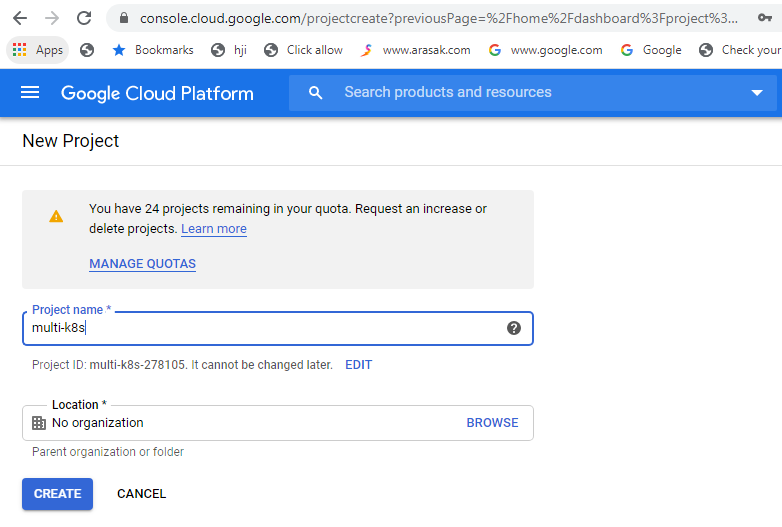 console.cloud.google.com/projectcreate?previousPage=%2Fhome%2Fdashboard%3Fproject%3...
Apps Bookmarks hji Click allow www.arasak.com www.google.com Google Check your
Google Cloud Platform Search products and resources
New Project
You have 24 projects remaining in your quota. Request an increase or
delete projects. Learn more
MANAGE QUOTAS
Project name *
multi-k8s
Project ID: multi-k8s-278105. It cannot be changed later. EDIT
Location *
No organization BROWSE
Parent organization or folder
CREATE CANCEL